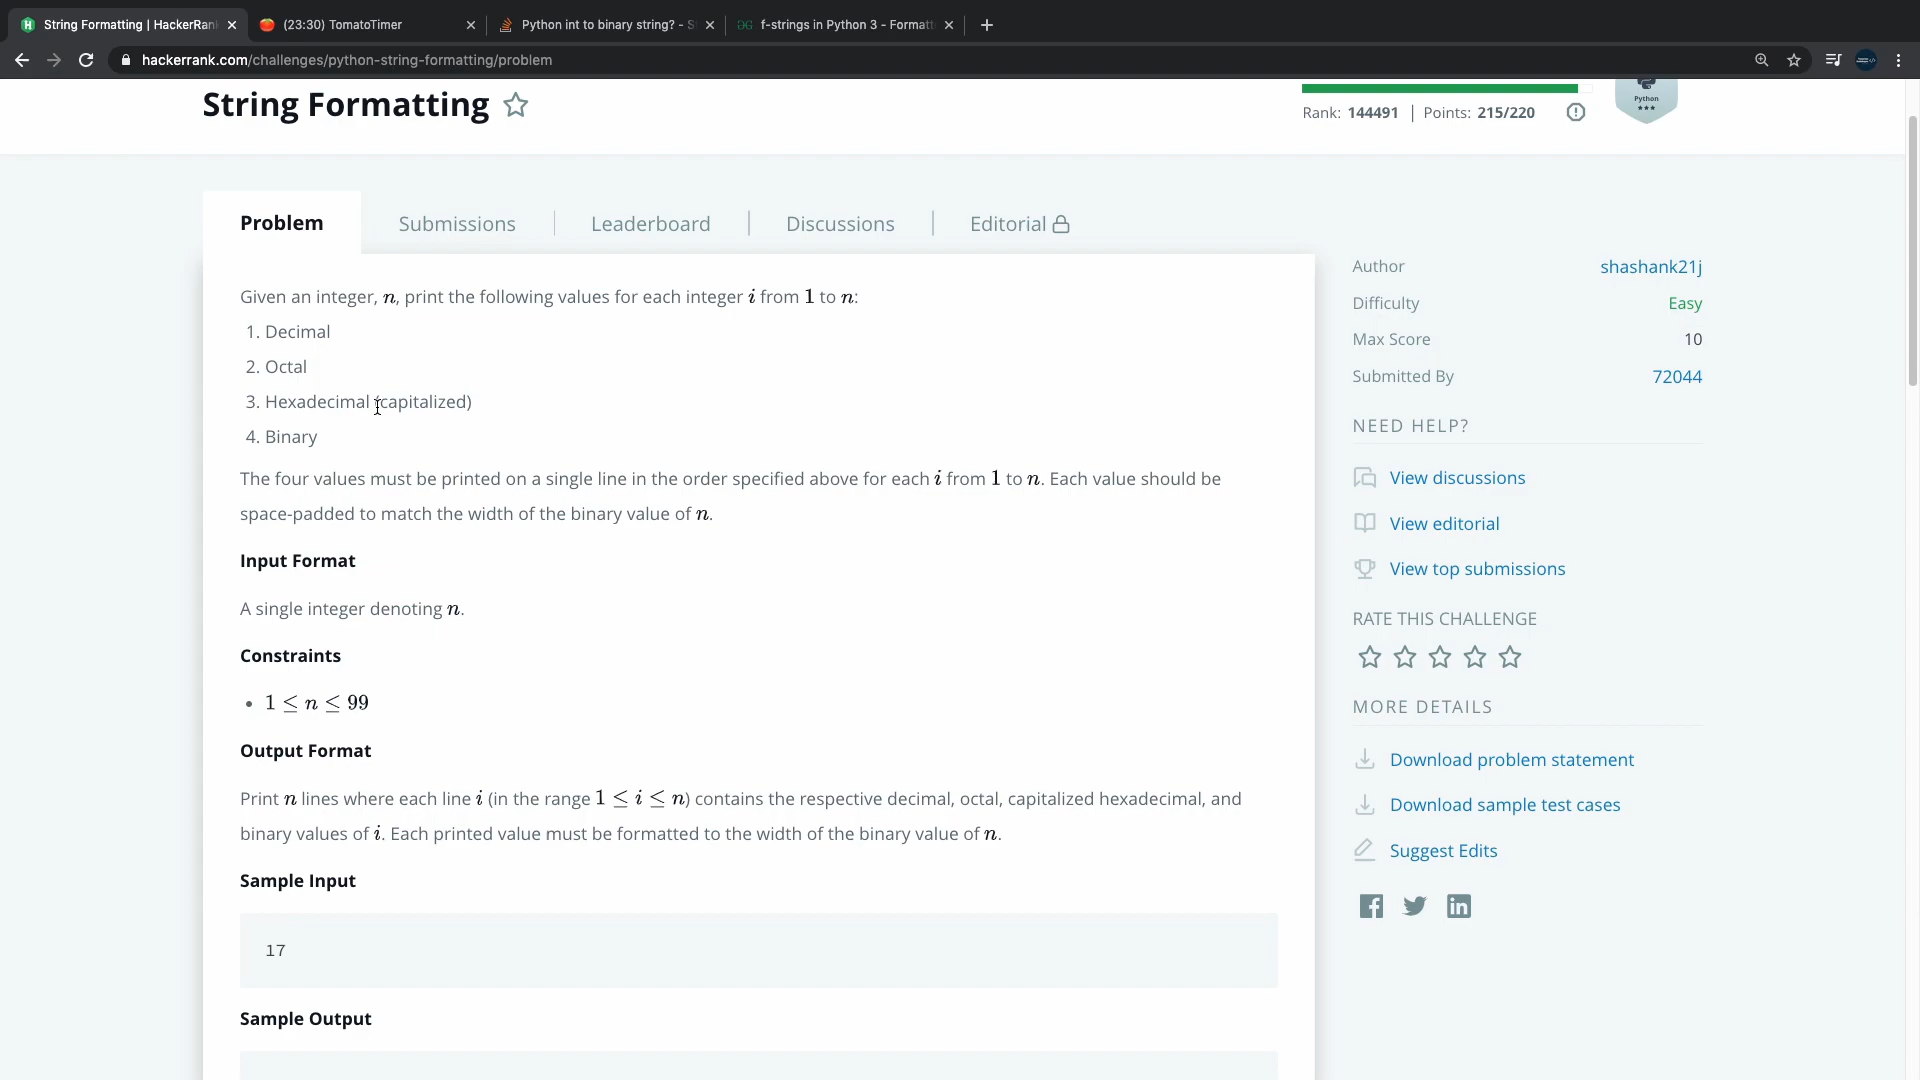 String Formatting | HackerRank
(23:30) TomatoTimer
Python int to binary string? - S
f-strings in Python 3 - Formatt
hackerrank.com/challenges/python-string-formatting/problem
String Formatting
Rank: 144491 | Points: 215/220
Python
Problem
Submissions
Leaderboard
Discussions
Editorial
Given an integer, n, print the following values for each integer i from 1 to n:
1. Decimal
2. Octal
3. Hexadecimal (capitalized)
4. Binary
The four values must be printed on a single line in the order specified above for each i from 1 to n. Each value should be
space-padded to match the width of the binary value of n.
Input Format
A single integer denoting n.
Constraints
• 1 ≤ n ≤ 99
Output Format
Print n lines where each line i (in the range 1 ≤ i ≤ n) contains the respective decimal, octal, capitalized hexadecimal, and
binary values of i. Each printed value must be formatted to the width of the binary value of n.
Sample Input
17
Sample Output
Author shashank21j
Difficulty Easy
Max Score 10
Submitted By 72044
NEED HELP?
View discussions
View editorial
View top submissions
RATE THIS CHALLENGE
MORE DETAILS
Download problem statement
Download sample test cases
Suggest Edits